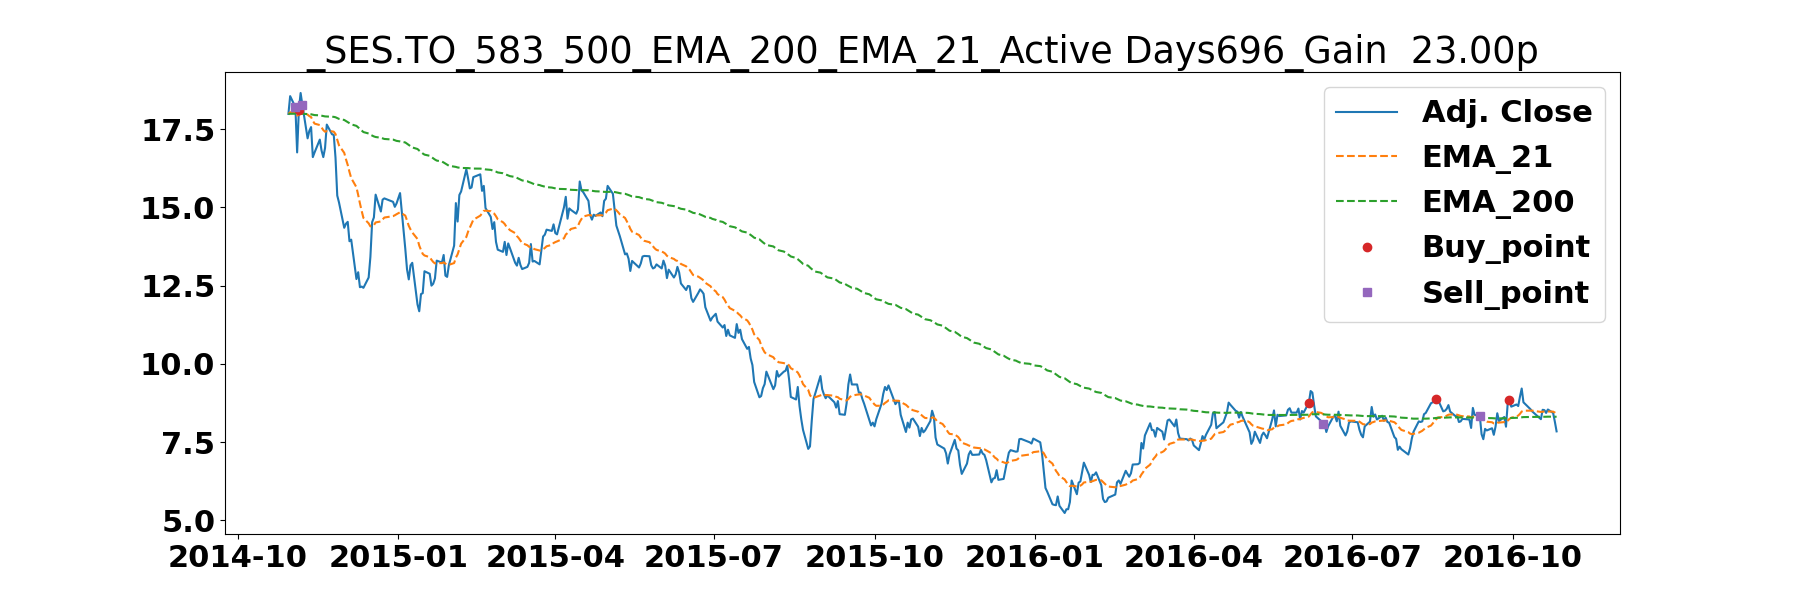 _SES.TO_583_500_EMA_200_EMA_21_Active Days696_Gain  23.00p
17.5
15.0
12.5
10.0
7.5
5.0
2014-10 2015-01 2015-04 2015-07 2015-10 2016-01 2016-04 2016-07 2016-10
Adj. Close
EMA_21
EMA_200
Buy_point
Sell_point